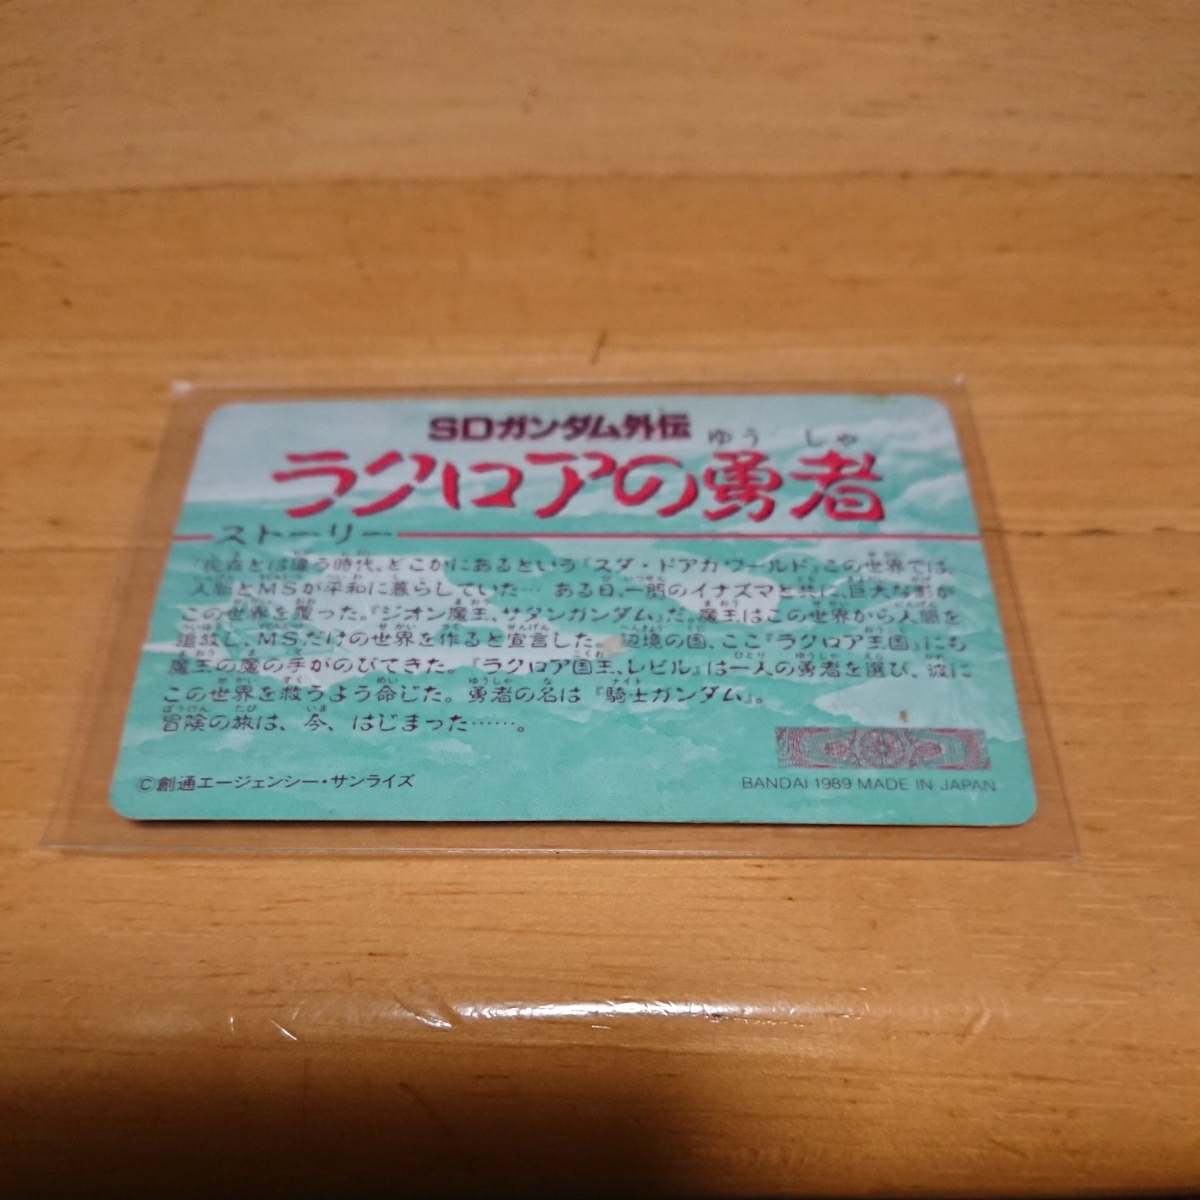 SDガンダム外伝
ゆう しゃ
ラクロアの勇者
ストーリー
現在とは違う時代、どこかにあるという『スダ・ドアカワールド』この世界では、
人間とMSが平和に暮らしていた… ある日、一筋のイナズマと共に、巨大な影が
この世界を覆った。『ジオン魔王、サタンガンダム』だ。魔王はこの世界から人間を
追放し、MSだけの世界を作ると宣言した。辺境の国、ここ『ラクロア王国』にも
魔王の魔の手がのびてきた。『ラクロア国王、レビル』は一人の勇者を選び、彼に
この世界を救うよう命じた。勇者の名は『騎士ガンダム』。
冒険の旅は、今、はじまった……。
©創通エージェンシー・サンライズ
BANDAI 1989 MADE IN JAPAN